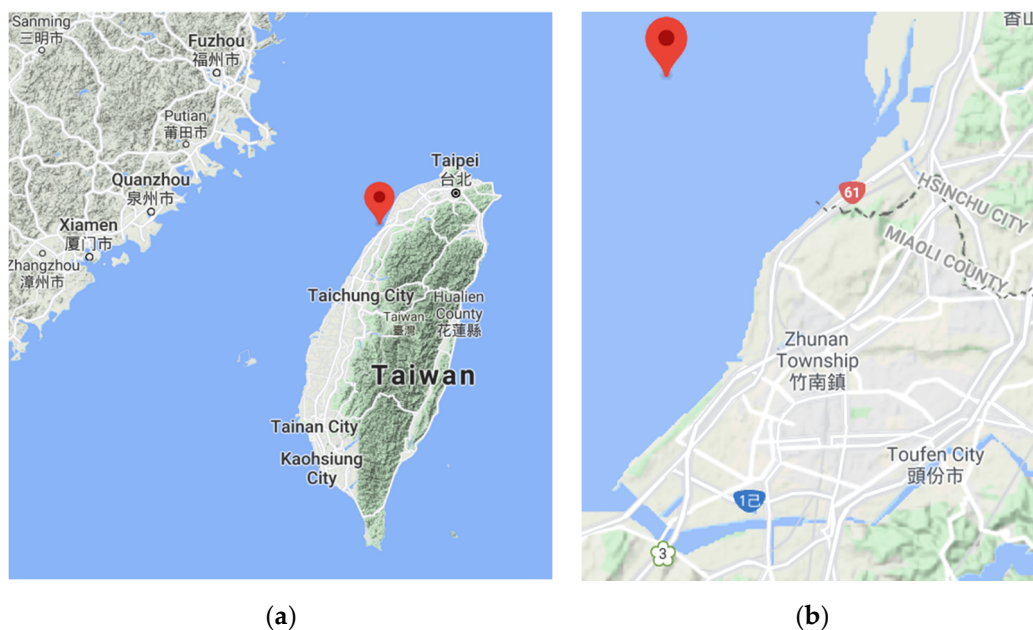 Sanming
三明市
Fuzhou
福州市
Putian
莆田市
Quanzhou
泉州市
Xiamen
厦门市
Zhangzhou
漳州市
Taipei
台北
Taichung City
Taiwan
臺灣
Hualien
County
花蓮縣
Taiwan
Tainan City
Kaohsiung
City
(a)
香山
61
HSINCHU CITY
MIAOLI COUNTY
Zhunan
Township
竹南鎮
Toufen City
頭份市
1己
3
(b)